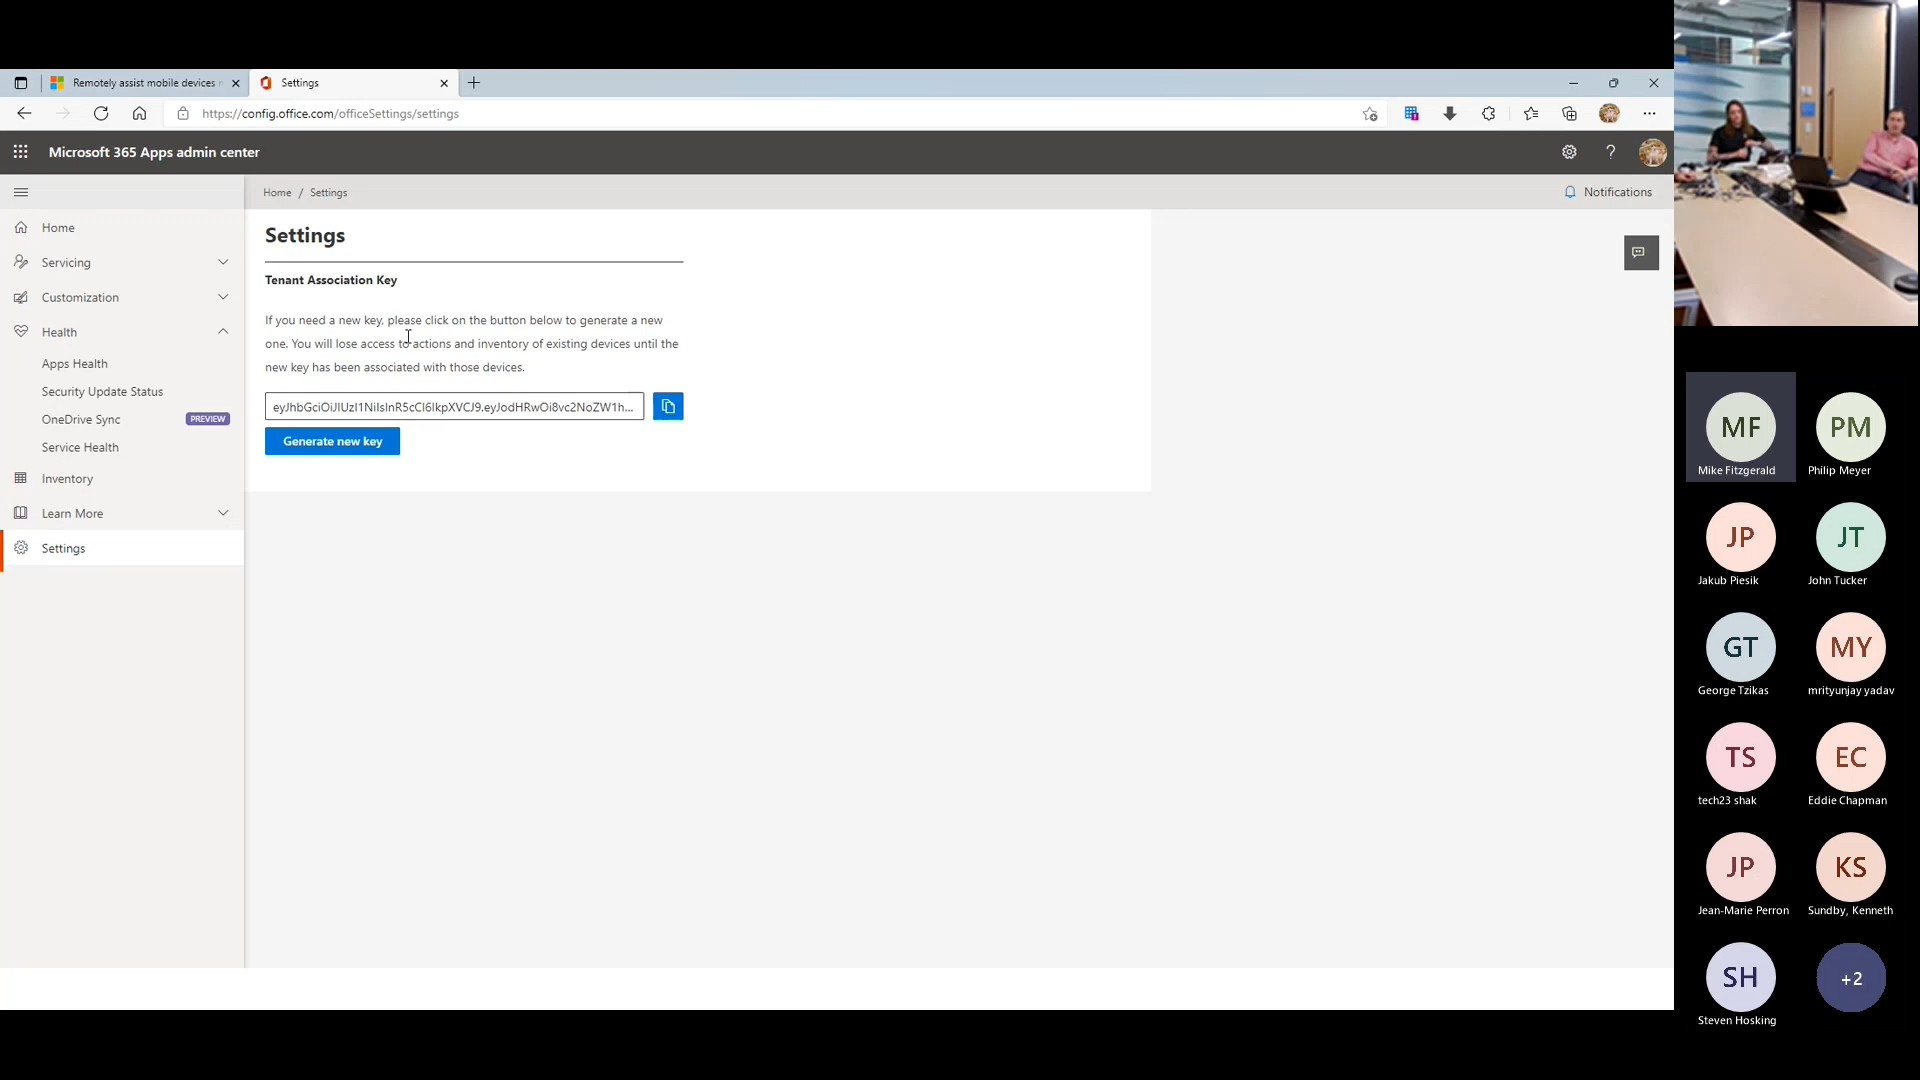 Remotely assist mobile devices
Settings
https://config.office.com/officeSettings/settings
Microsoft 365 Apps admin center
Home / Settings
Notifications
Home
Servicing
Customization
Health
Apps Health
Security Update Status
OneDrive Sync PREVIEW
Service Health
Inventory
Learn More
Settings
Settings
Tenant Association Key
If you need a new key, please click on the button below to generate a new
one. You will lose access to actions and inventory of existing devices until the
new key has been associated with those devices.
Generate new key
MF
Mike Fitzgerald
PM
Philip Meyer
JP
Jakub Piesik
JT
John Tucker
GT
George Tzikas
MY
mrityunjay yadav
TS
tech23 shak
EC
Eddie Chapman
JP
Jean-Marie Perron
KS
Sundby, Kenneth
SH
Steven Hosking
+2